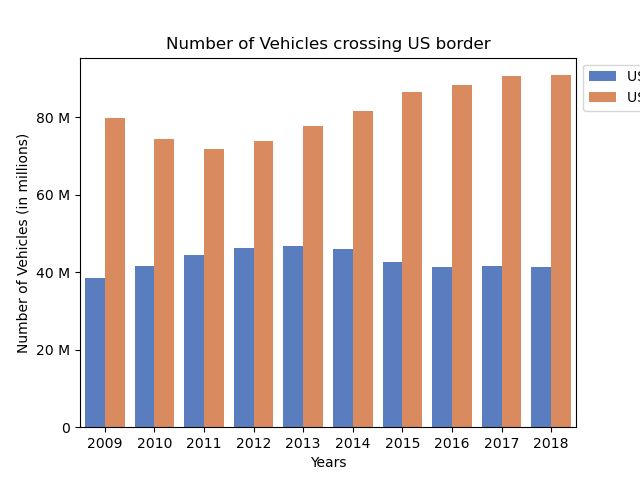 Number of Vehicles crossing US border
US
US
80 M
60 M
40 M
20 M
0
Number of Vehicles (in millions)
2009 2010 2011 2012 2013 2014 2015 2016 2017 2018
Years